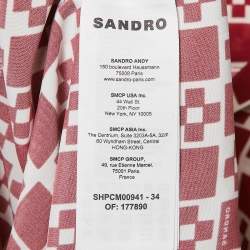 SANDRO
SANDRO ANDY
150 boulevard Haussmann
75008 Paris
www.sandro-paris.com
SMCP USA Inc.
44 Wall St.
20th Floor
New York, NY 10005
SMCP ASIA Inc.
The Centrium, Suite 3203/A-5A, 32/F
60 Wyndham Street, Central
HONG-KONG
SMCP GROUP,
49, rue Etienne Marcel
75001 Paris
France
SHPCM00941 - 34
OF: 177890